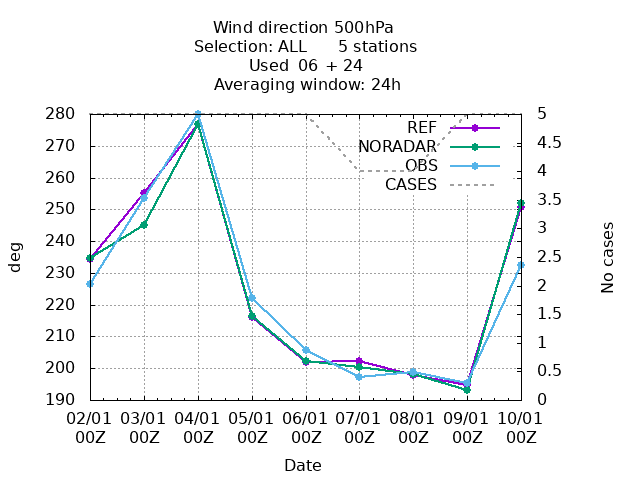 Wind direction 500hPa
Selection: ALL      5 stations
Used  06 + 24
Averaging window: 24h
280
270
260
250
240
230
220
210
200
190
deg
5
4.5
4
3.5
3
2.5
2
1.5
1
0.5
0
No cases
REF
NORADAR
OBS
CASES
02/01 03/01 04/01 05/01 06/01 07/01 08/01 09/01 10/01
00Z 00Z 00Z 00Z 00Z 00Z 00Z 00Z 00Z
Date